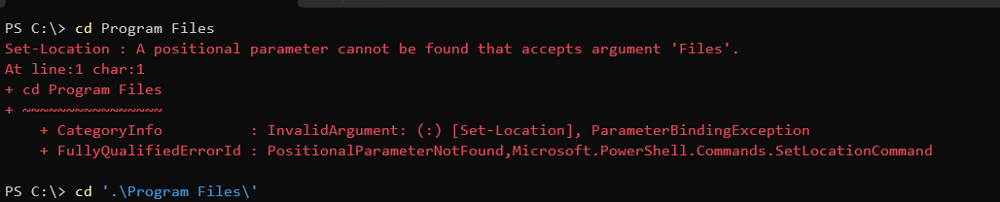 PS C:\> cd Program Files
Set-Location : A positional parameter cannot be found that accepts argument 'Files'.
At line:1 char:1
+ cd Program Files
+ ~~~~~~~~~~~~~~~~
    + CategoryInfo          : InvalidArgument: (:) [Set-Location], ParameterBindingException
    + FullyQualifiedErrorId : PositionalParameterNotFound,Microsoft.PowerShell.Commands.SetLocationCommand
PS C:\> cd '.\Program Files\'